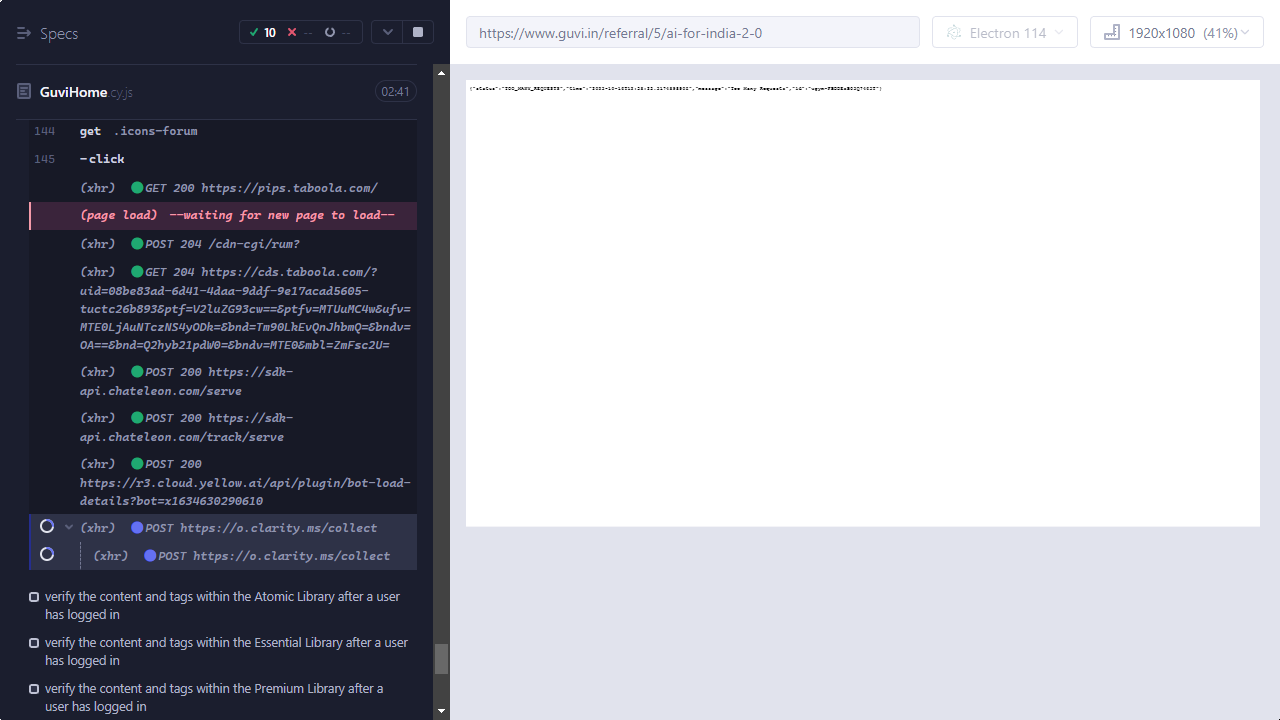 Specs
10
--
--
https://www.guvi.in/referral/5/ai-for-india-2-0
Electron 114
1920x1080 (41%)
GuviHome.cy.js
02:41
144 get .icons-forum
145 -click
(xhr) GET 200 https://pips.taboola.com/
(page load) --waiting for new page to load--
(xhr) POST 204 /cdn-cgi/rum?
(xhr) GET 204 https://cds.taboola.com/?
uid=08be83ad-6d41-4daa-9ddf-9e17acad5605-
tuctc26b893&ptf=V2luZG93cw==&ptfv=MTUuMC4w&ufv=
MTE0LjAuNTczNS4yODk=&bnd=Tm90LkEvQnJhbmQ=&bndv=
OA==&bnd=Q2hyb21pdW0=&bndv=MTE0&mbl=ZmFsc2U=
(xhr) POST 200 https://sdk-
api.chateleon.com/serve
(xhr) POST 200 https://sdk-
api.chateleon.com/track/serve
(xhr) POST 200
https://r3.cloud.yellow.ai/api/plugin/bot-load-
details?bot=x1634630290610
(xhr) POST https://o.clarity.ms/collect
(xhr) POST https://o.clarity.ms/collect
verify the content and tags within the Atomic Library after a user
has logged in
verify the content and tags within the Essential Library after a user
has logged in
verify the content and tags within the Premium Library after a
user has logged in
{"status":"TOO_MANY_REQUESTS","time":"message":"Too Many Requests","id":